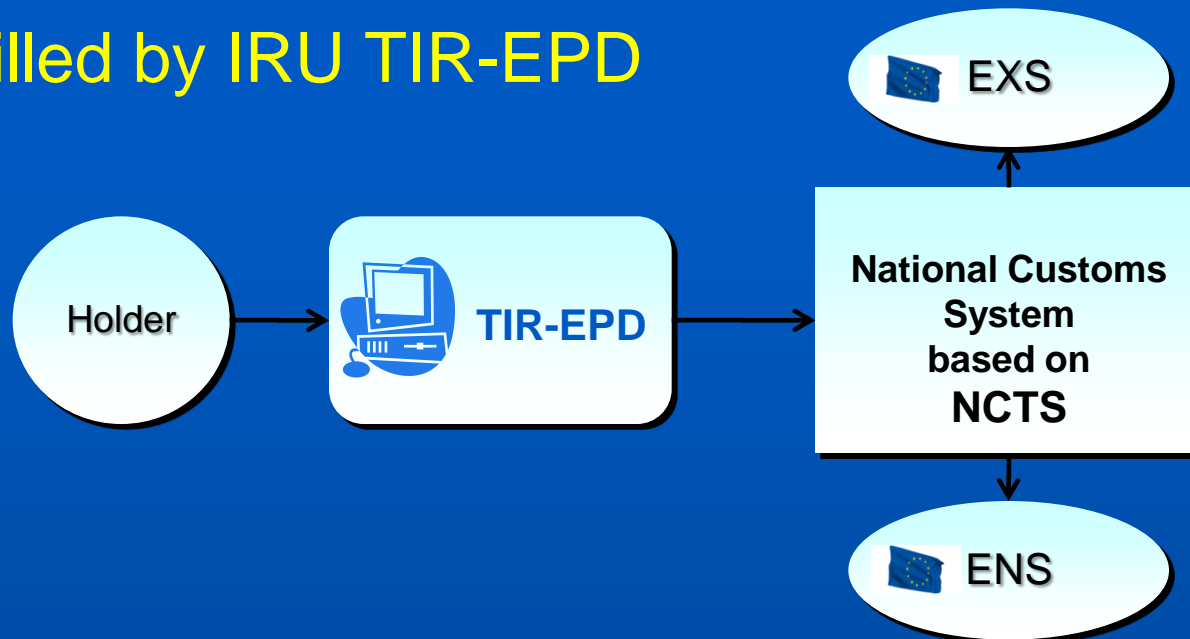 illed by IRU TIR-EPD
EXS
Holder
TIR-EPD
National Customs
System
based on
NCTS
ENS